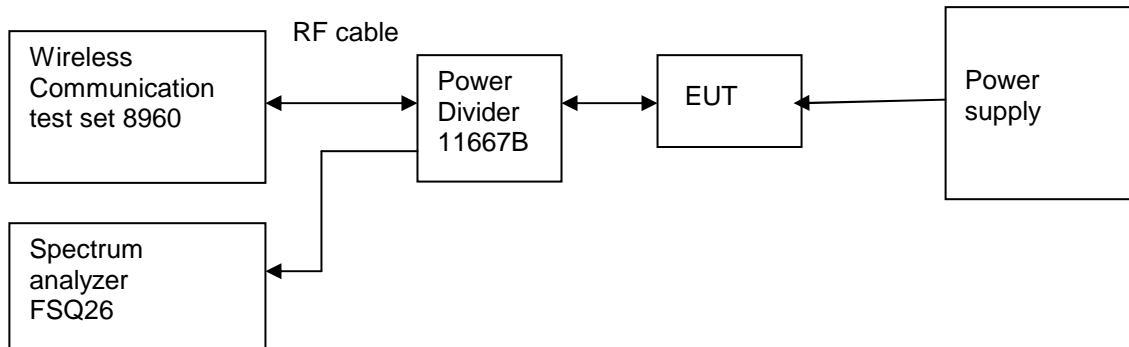 RF cable
Wireless
Communication
test set 8960
Power
Divider
11667B
EUT
Power
supply
Spectrum
analyzer
FSQ26